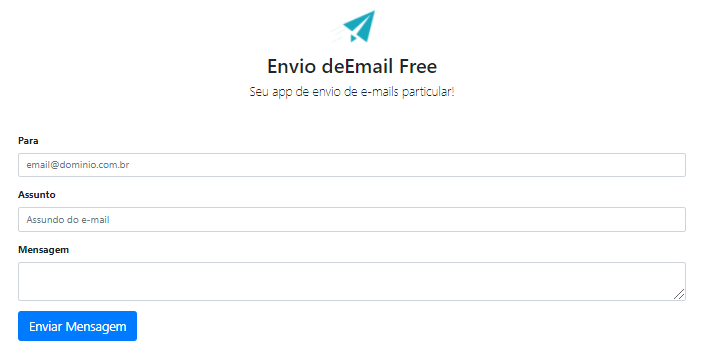 Envio deEmail Free
Seu app de envio de e-mails particular!
Para
email@dominio.com.br
Assunto
Assundo do e-mail
Mensagem
Enviar Mensagem